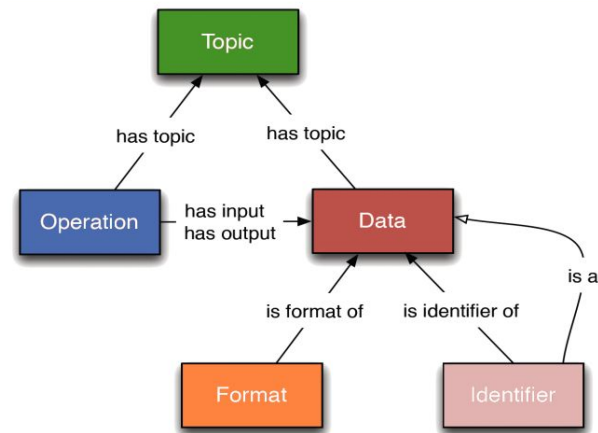 Topic
has topic
has topic
Operation
has input
has output
Data
is a
is format of
is identifier of
Format
Identifier